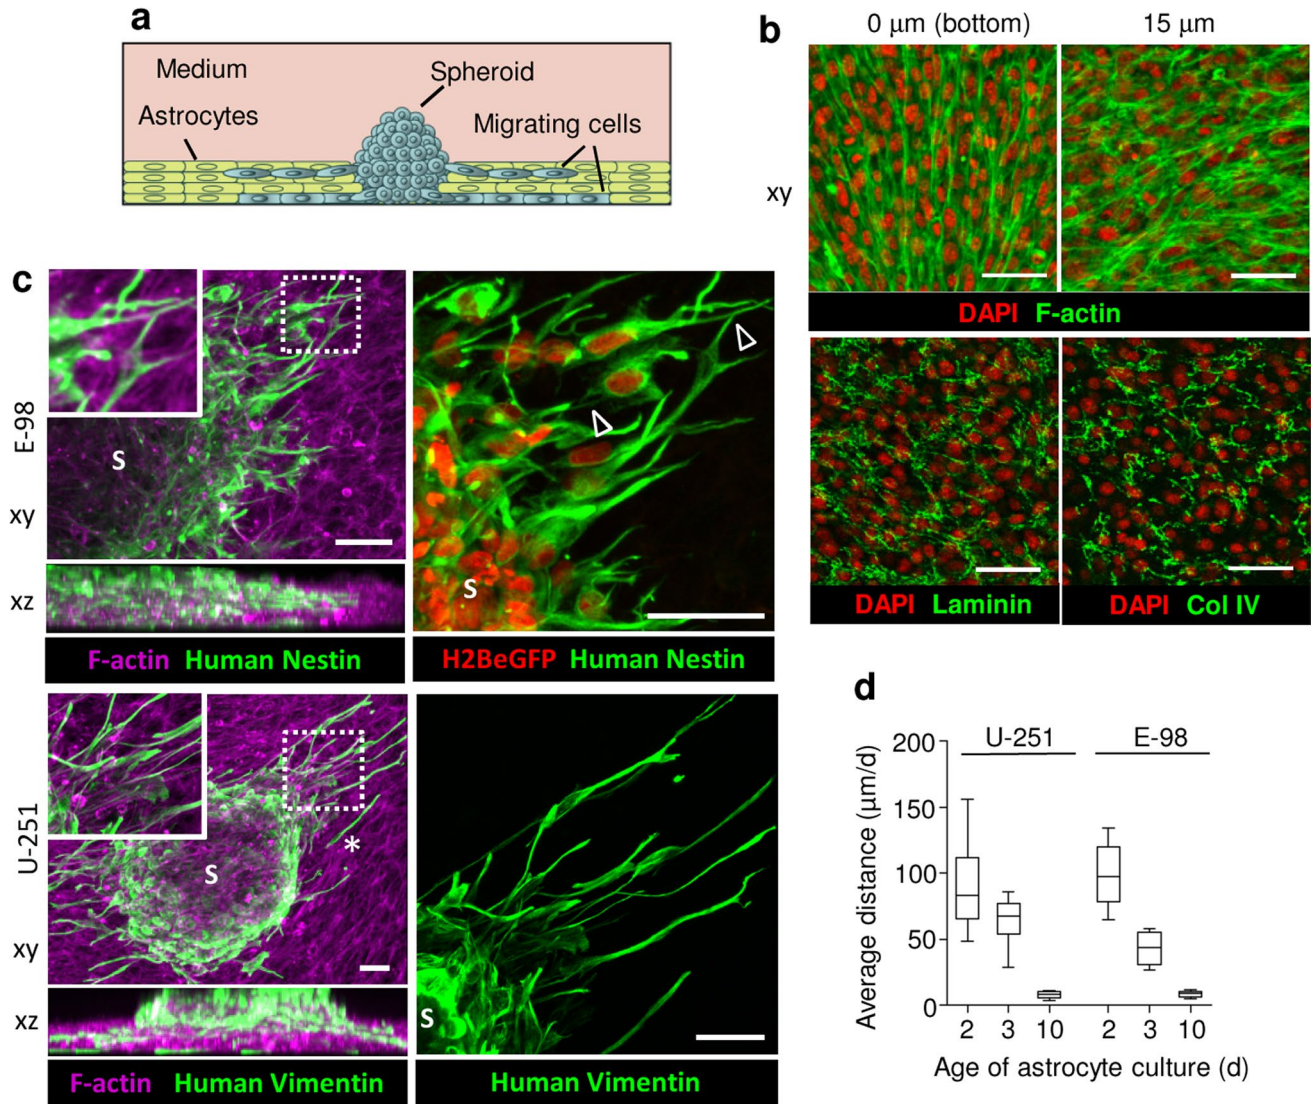 a
Medium
Spheroid
Astrocytes
Migrating cells
b
0 μm (bottom)
15 μm
xy
DAPI F-actin
DAPI Laminin
DAPI Col IV
c
E-98
S
xy
xz
S
F-actin Human Nestin
H2BeGFP Human Nestin
U-251
S
*
xy
xz
S
F-actin Human Vimentin
Human Vimentin
d
U-251
E-98
200
150
100
50
0
Average distance (μm/d)
2 3 10 2 3 10
Age of astrocyte culture (d)